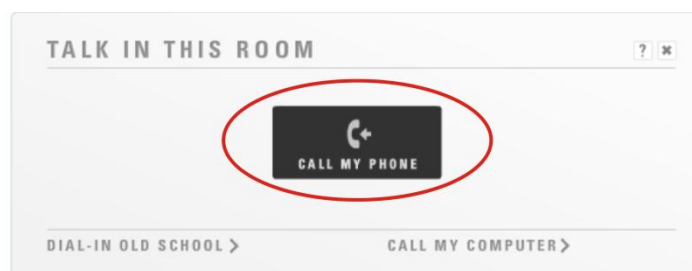 TALK IN THIS ROOM ? ×
CALL MY PHONE
DIAL-IN OLD SCHOOL > CALL MY COMPUTER >